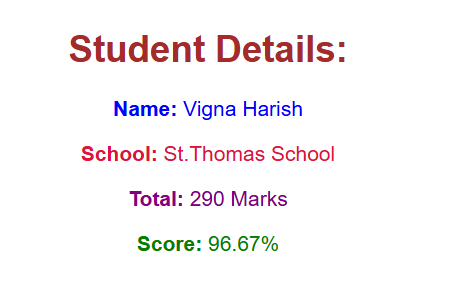 Student Details:
Name: Vigna Harish
School: St.Thomas School
Total: 290 Marks
Score: 96.67%